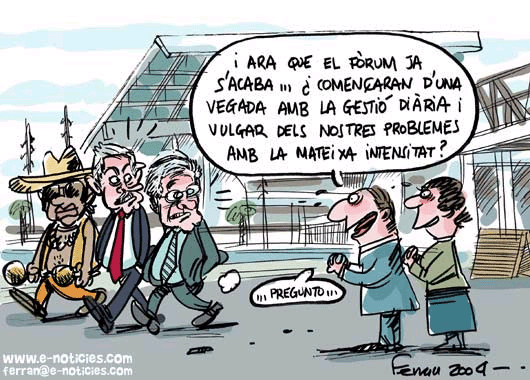 I ARA QUE EL FÒRUM JA
S'ACABA... ¿COMENÇARAN D'UNA
VEGADA AMB LA GESTIÓ DIÀRIA I
VULGAR DELS NOSTRES PROBLEMES
AMB LA MATEIXA INTENSITAT?
... PREGUNTO...
www.e-noticies.com
ferran@e-noticies.com
Ferran 2004